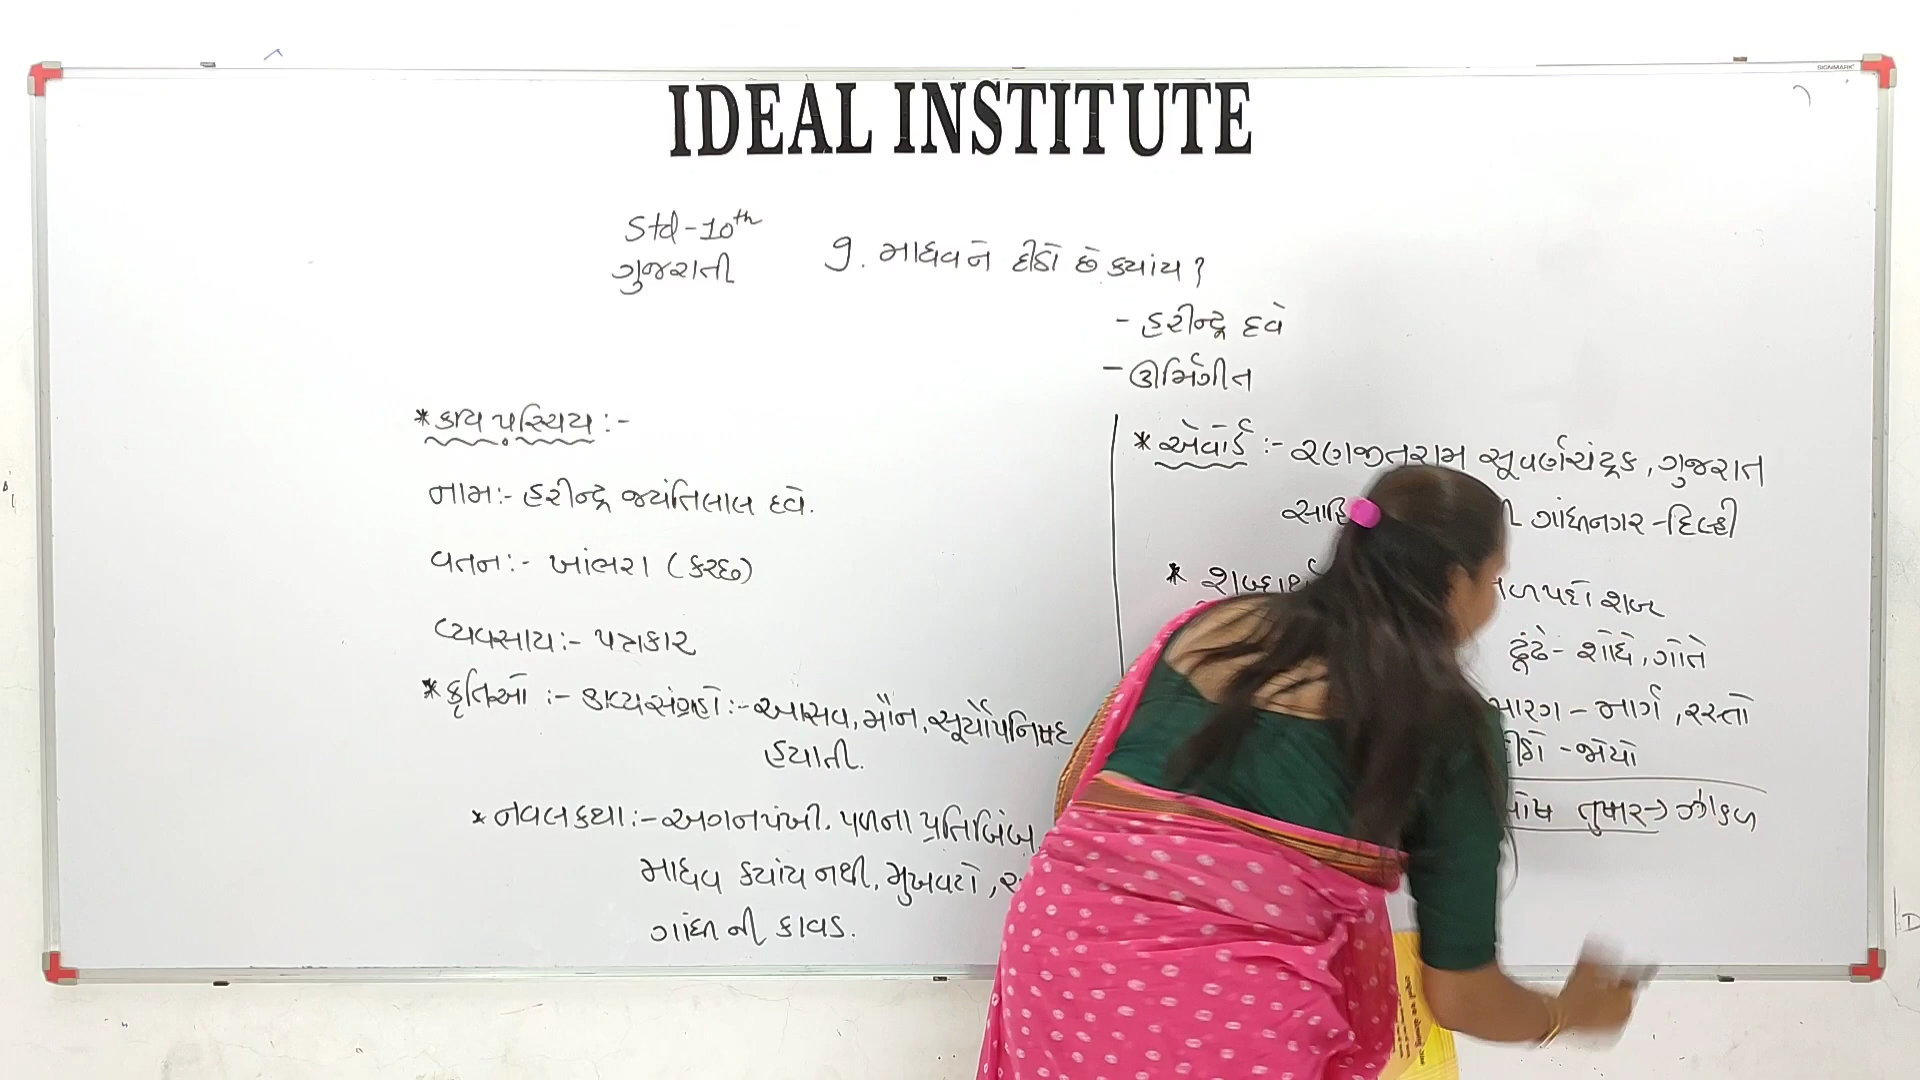 IDEAL INSTITUTE
SIGNMARK
Std-10th
ગુજરાતી
9. માધવને દીઠો છે ક્યાંય?
- હરીન્દ્ર દવે
- ઊર્મિગીત
નામ:- હરીન્દ્ર જયંતિલાલ દવે.
વતન:- ખાંભરા (કચ્છ)
વ્યવસાય:- પત્રકાર
*કૃતિઓ :- કાવ્યસંગ્રહો:- આસવ, મૌન, સૂર્યોપનિષદ
હયાતી.
* નવલકથા:- અગનપંખી. પળના પ્રતિબિંબ
માધવ ક્યાંય નથી, મુખવટો,
ગાંધી ની કાવડ.
* એવોર્ડ :- રણજીતરામ સૂવર્ણચંદ્રક, ગુજરાત
ગાંધીનગર - દિલ્હી
* શબ્દાર્થ
ઢૂંઢે - શોધે, ગોતે
મારગ - માર્ગ, રસ્તો
દીઠો - જોયો
તુષાર → ઝાકળ